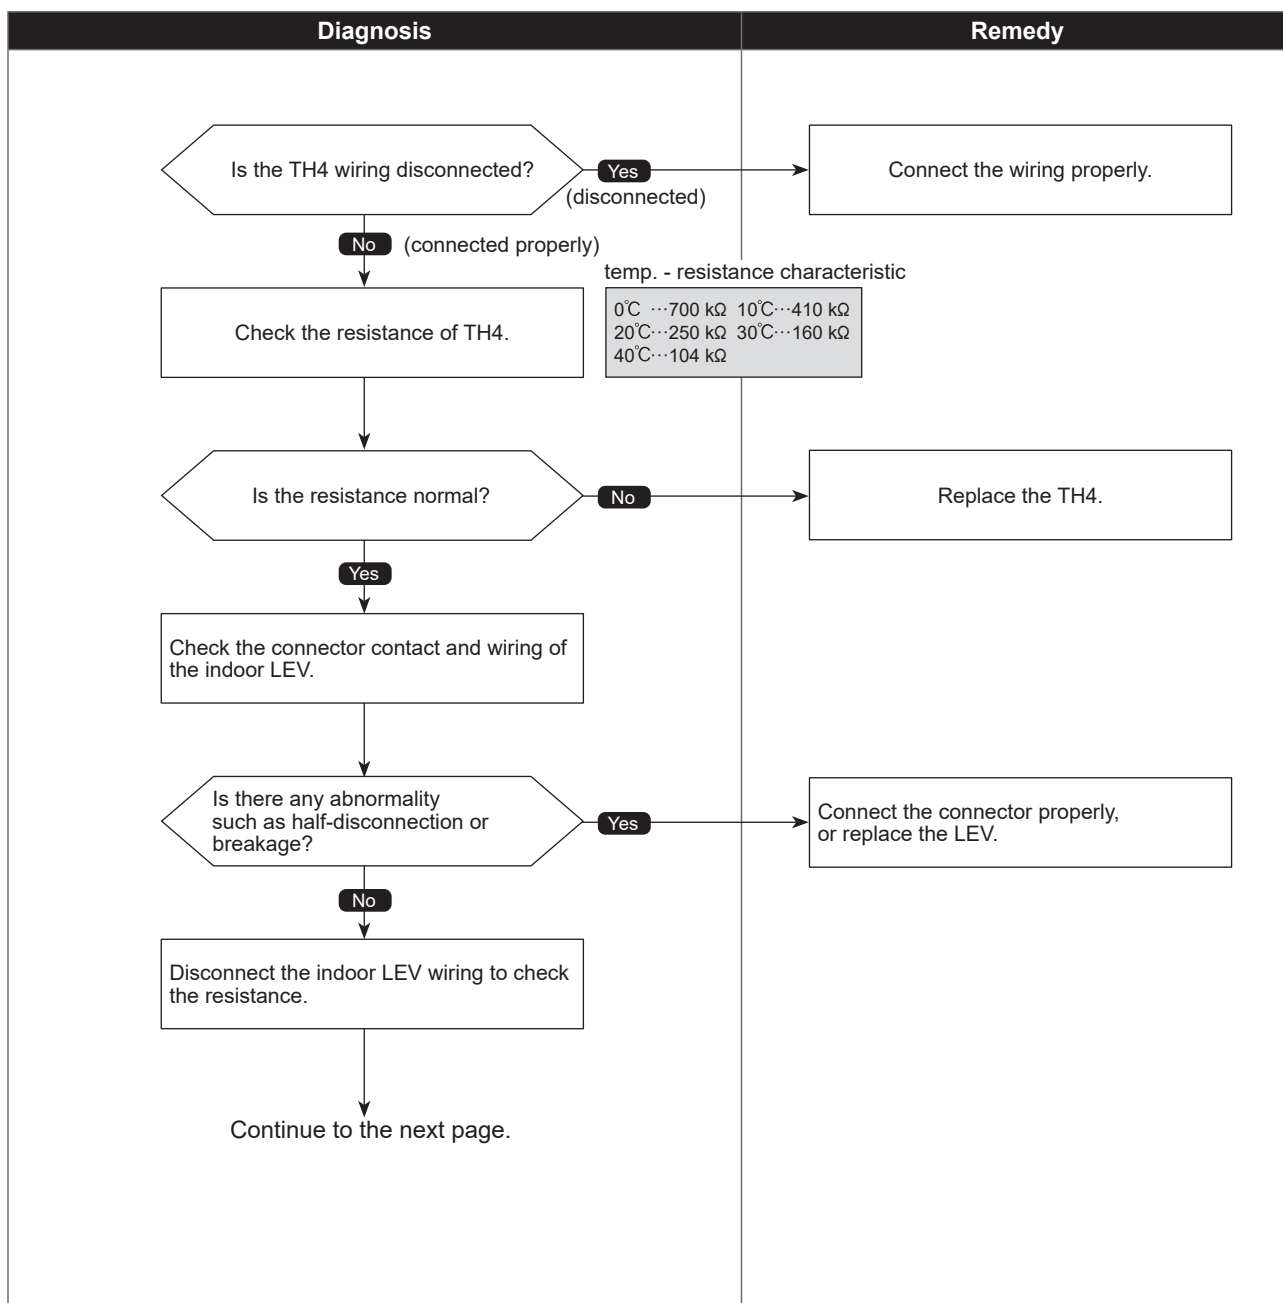 Diagnosis
Remedy
Is the TH4 wiring disconnected?
Yes
(disconnected)
Connect the wiring properly.
No
(connected properly)
temp. - resistance characteristic
Check the resistance of TH4.
0℃ ···700 kΩ 10℃···410 kΩ
20℃···250 kΩ 30℃···160 kΩ
40℃···104 kΩ
Is the resistance normal?
No
Replace the TH4.
Yes
Check the connector contact and wiring of
the indoor LEV.
Is there any abnormality
such as half-disconnection or
breakage?
Yes
Connect the connector properly,
or replace the LEV.
No
Disconnect the indoor LEV wiring to check
the resistance.
Continue to the next page.